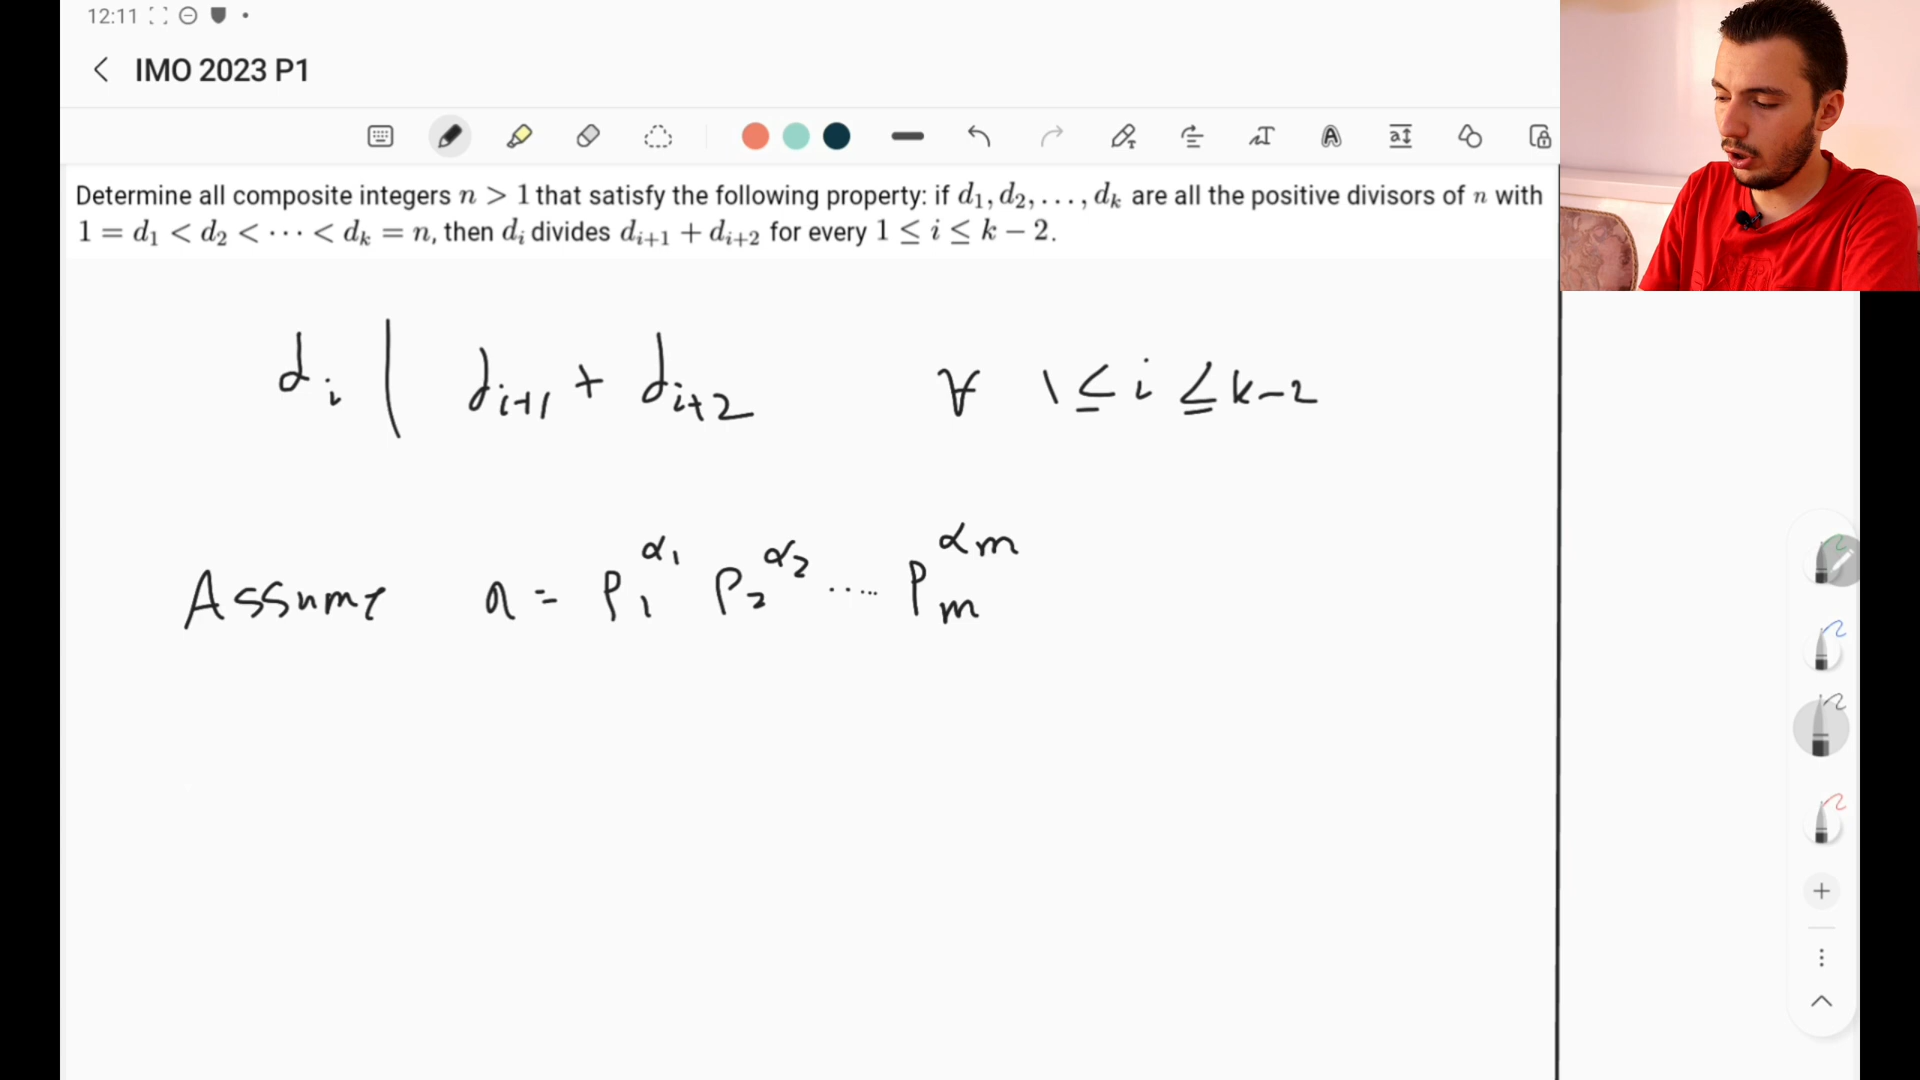 12:11
IMO 2023 P1
Determine all composite integers n > 1 that satisfy the following property: if d₁, d₂, . . . , dₖ are all the positive divisors of n with
1 = d₁ < d₂ < ⋯ < dₖ = n, then dᵢ divides dᵢ₊₁ + dᵢ₊₂ for every 1 ≤ i ≤ k − 2.
dᵢ | dᵢ₊₁ + dᵢ₊₂ ∀ 1 ≤ i ≤ k−2
Assume n = P₁^α₁ P₂^α₂ ..... Pₘ^αₘ